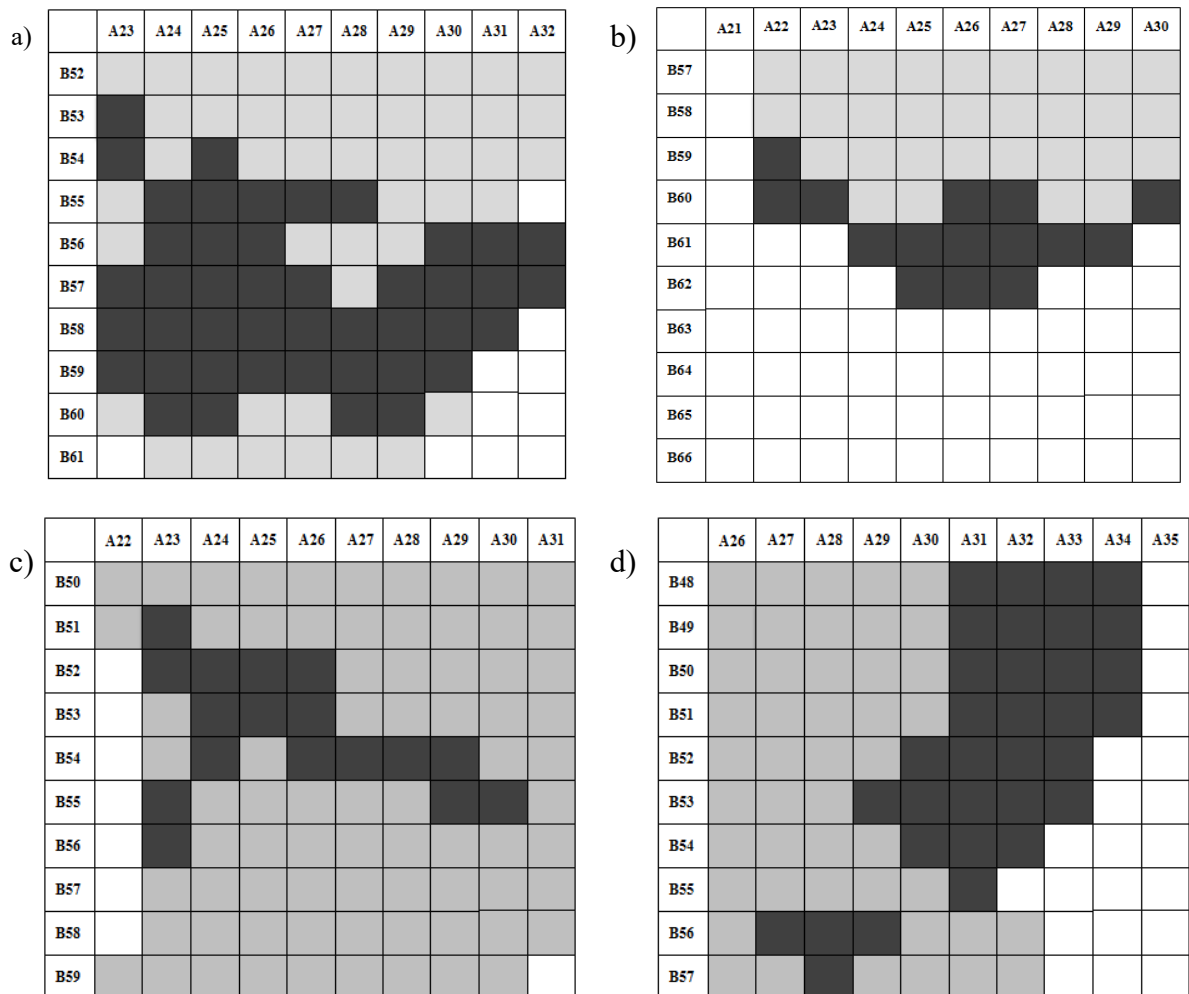 a)
A23 A24 A25 A26 A27 A28 A29 A30 A31 A32
B52
B53
B54
B55
B56
B57
B58
B59
B60
B61
b)
A21 A22 A23 A24 A25 A26 A27 A28 A29 A30
B57
B58
B59
B60
B61
B62
B63
B64
B65
B66
c)
A22 A23 A24 A25 A26 A27 A28 A29 A30 A31
B50
B51
B52
B53
B54
B55
B56
B57
B58
B59
d)
A26 A27 A28 A29 A30 A31 A32 A33 A34 A35
B48
B49
B50
B51
B52
B53
B54
B55
B56
B57